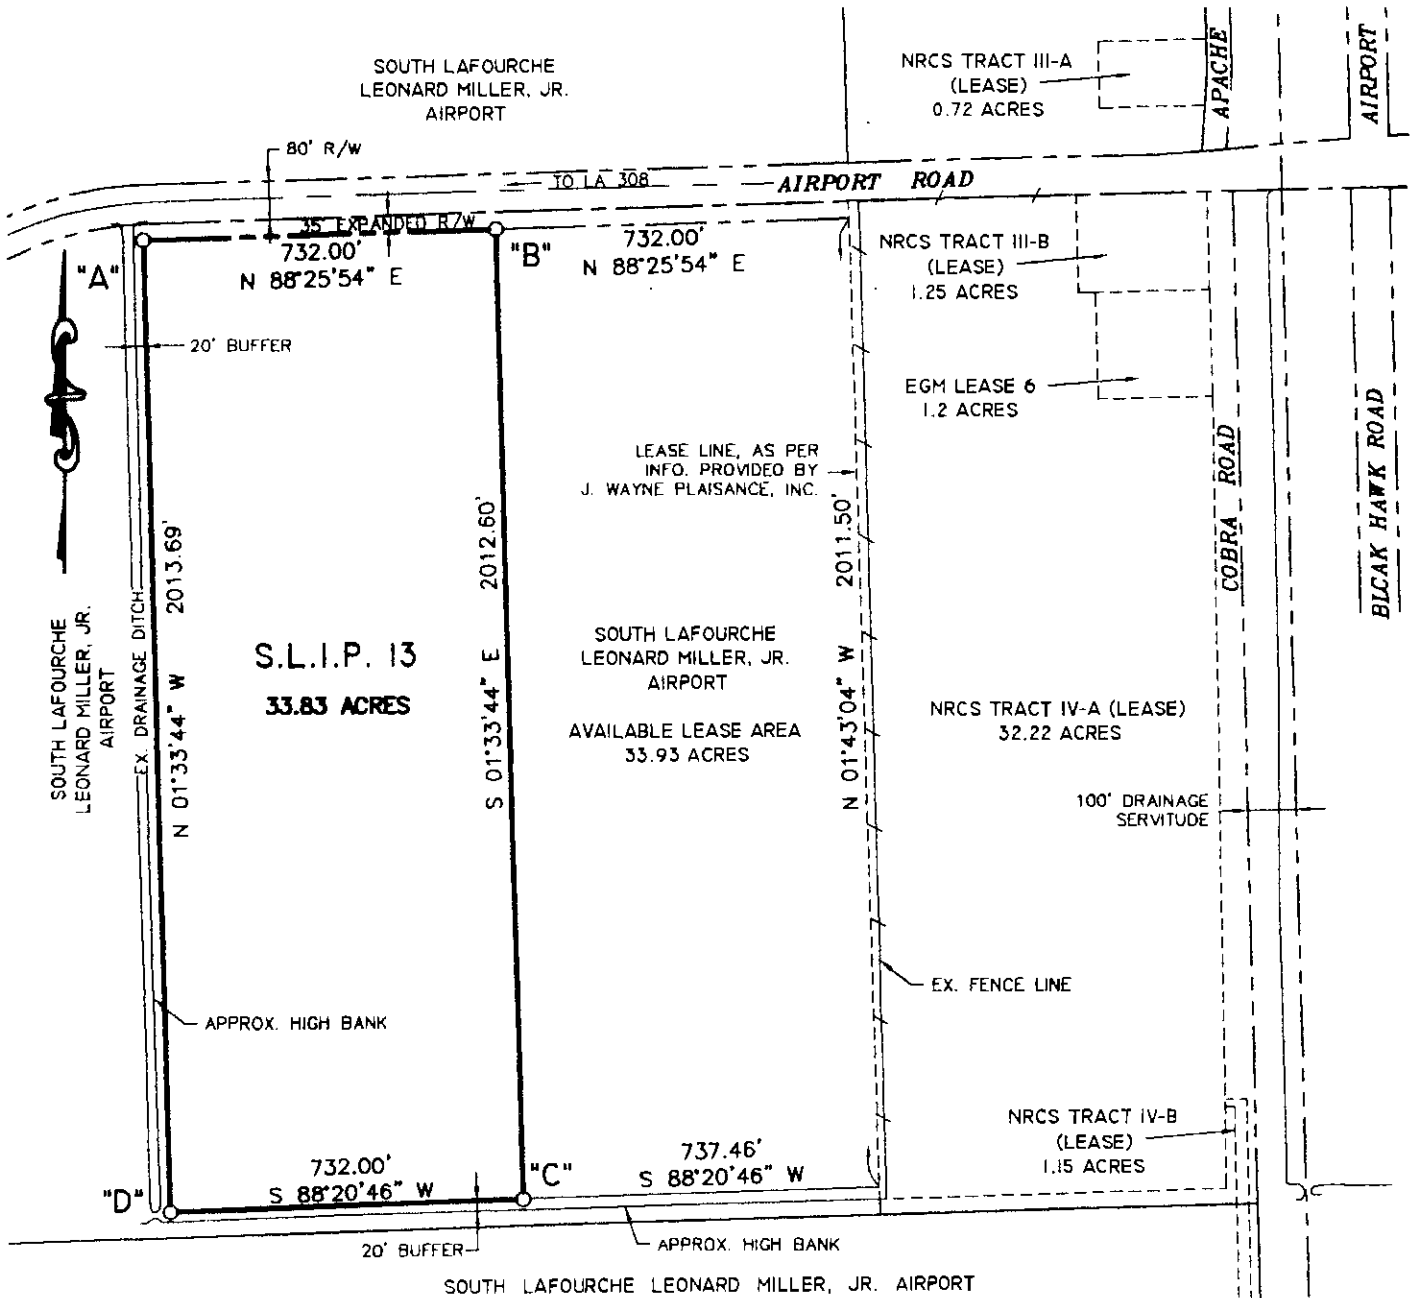 SOUTH LAFOURCHE
LEONARD MILLER, JR.
AIRPORT
NRCS TRACT III-A
(LEASE)
0.72 ACRES
APACHE
AIRPORT
80' R/W
TO LA 308
AIRPORT ROAD
35' EXPANDED R/W
"A"
732.00'
N 88°25'54" E
"B"
732.00'
N 88°25'54" E
NRCS TRACT III-B
(LEASE)
1.25 ACRES
20' BUFFER
EGM LEASE 6
1.2 ACRES
LEASE LINE, AS PER
INFO. PROVIDED BY
J. WAYNE PLAISANCE, INC.
COBRA ROAD
BLCAK HAWK ROAD
SOUTH LAFOURCHE
LEONARD MILLER, JR.
AIRPORT
EX. DRAINAGE DITCH
N 01°33'44" W 2013.69'
S.L.I.P. 13
33.83 ACRES
S 01°33'44" E 2012.60'
SOUTH LAFOURCHE
LEONARD MILLER, JR.
AIRPORT
AVAILABLE LEASE AREA
33.93 ACRES
N 01°43'04" W 2011.50'
NRCS TRACT IV-A (LEASE)
32.22 ACRES
100' DRAINAGE
SERVITUDE
EX. FENCE LINE
APPROX. HIGH BANK
NRCS TRACT IV-B
(LEASE)
1.15 ACRES
"D"
732.00'
S 88°20'46" W
"C"
737.46'
S 88°20'46" W
20' BUFFER
APPROX. HIGH BANK
SOUTH LAFOURCHE LEONARD MILLER, JR. AIRPORT